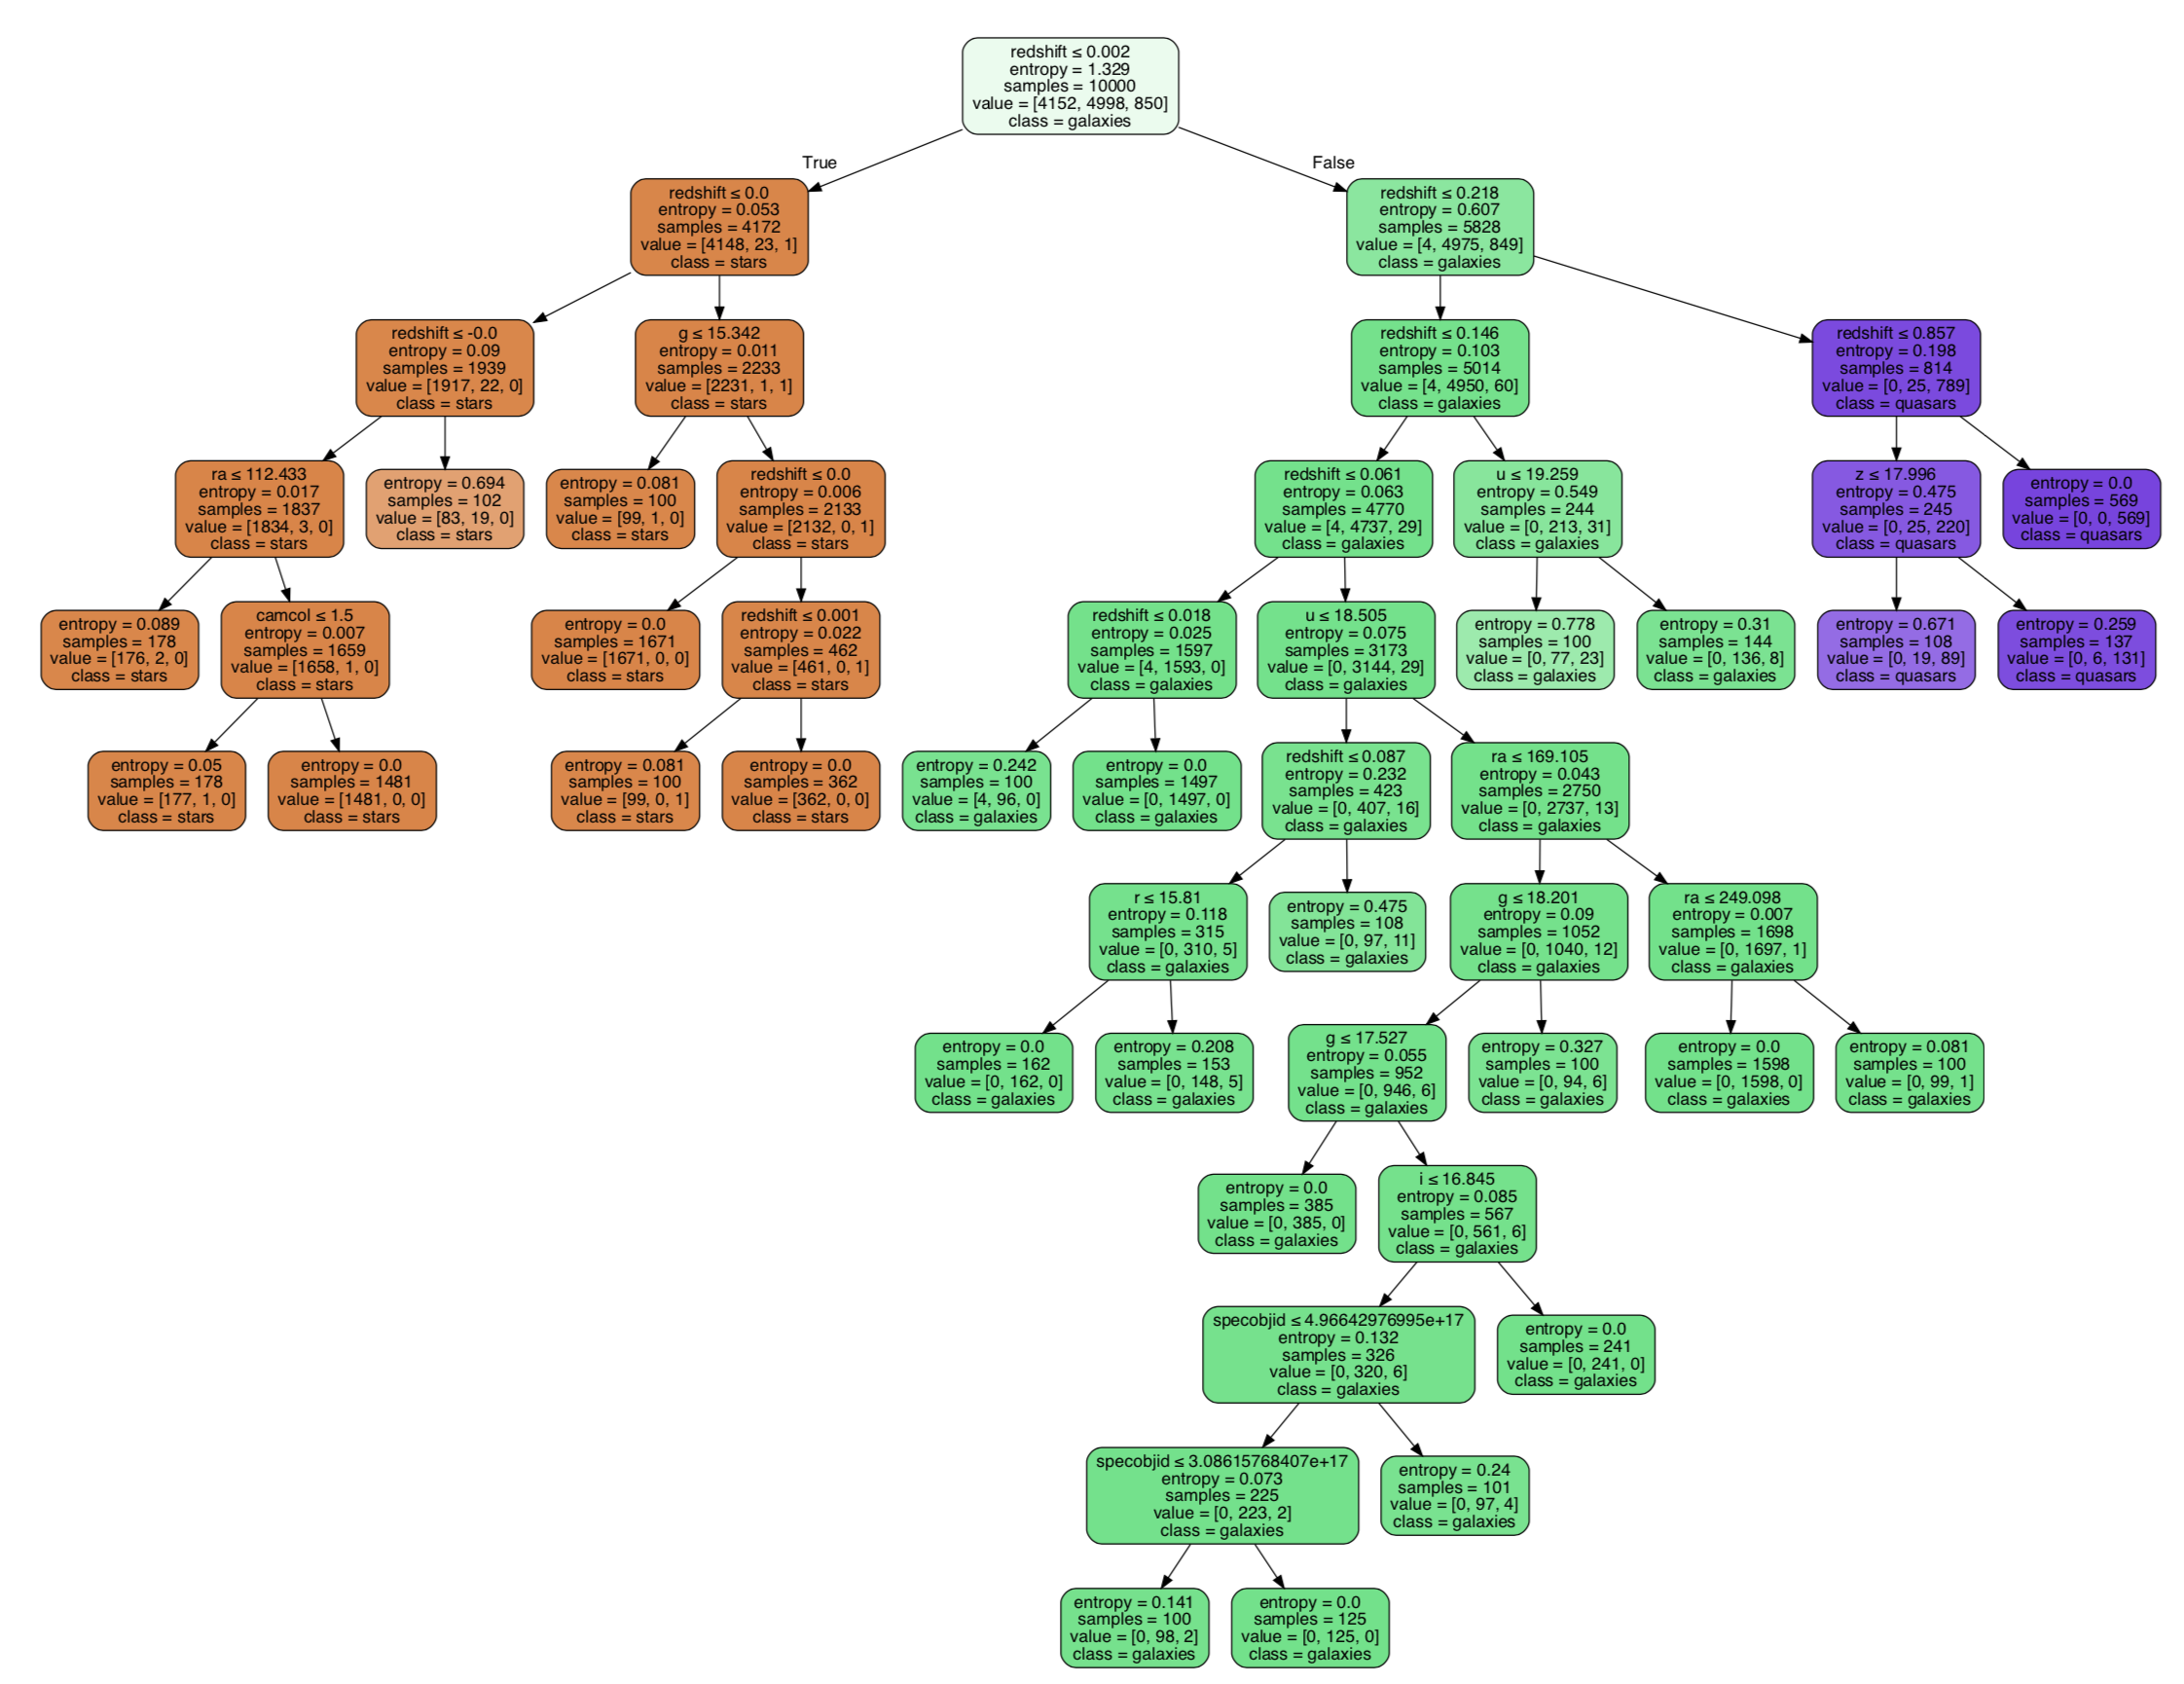 redshift ≤ 0.002
entropy = 1.329
samples = 10000
value = [4152, 4998, 850]
class = galaxies
True
False
redshift ≤ 0.0
entropy = 0.053
samples = 4172
value = [4148, 23, 1]
class = stars
redshift ≤ 0.218
entropy = 0.607
samples = 5828
value = [4, 4975, 849]
class = galaxies
redshift ≤ -0.0
entropy = 0.09
samples = 1939
value = [1917, 22, 0]
class = stars
g ≤ 15.342
entropy = 0.011
samples = 2233
value = [2231, 1, 1]
class = stars
redshift ≤ 0.146
entropy = 0.103
samples = 5014
value = [4, 4950, 60]
class = galaxies
redshift ≤ 0.857
entropy = 0.198
samples = 814
value = [0, 25, 789]
class = quasars
ra ≤ 112.433
entropy = 0.017
samples = 1837
value = [1834, 3, 0]
class = stars
entropy = 0.694
samples = 102
value = [83, 19, 0]
class = stars
entropy = 0.081
samples = 100
value = [99, 1, 0]
class = stars
redshift ≤ 0.0
entropy = 0.006
samples = 2133
value = [2132, 0, 1]
class = stars
redshift ≤ 0.061
entropy = 0.063
samples = 4770
value = [4, 4737, 29]
class = galaxies
u ≤ 19.259
entropy = 0.549
samples = 244
value = [0, 213, 31]
class = galaxies
z ≤ 17.996
entropy = 0.475
samples = 245
value = [0, 25, 220]
class = quasars
entropy = 0.0
samples = 569
value = [0, 0, 569]
class = quasars
entropy = 0.089
samples = 178
value = [176, 2, 0]
class = stars
camcol ≤ 1.5
entropy = 0.007
samples = 1659
value = [1658, 1, 0]
class = stars
entropy = 0.0
samples = 1671
value = [1671, 0, 0]
class = stars
redshift ≤ 0.001
entropy = 0.022
samples = 462
value = [461, 0, 1]
class = stars
redshift ≤ 0.018
entropy = 0.025
samples = 1597
value = [4, 1593, 0]
class = galaxies
u ≤ 18.505
entropy = 0.075
samples = 3173
value = [0, 3144, 29]
class = galaxies
entropy = 0.778
samples = 100
value = [0, 77, 23]
class = galaxies
entropy = 0.31
samples = 144
value = [0, 136, 8]
class = galaxies
entropy = 0.671
samples = 108
value = [0, 19, 89]
class = quasars
entropy = 0.259
samples = 137
value = [0, 6, 131]
class = quasars
entropy = 0.05
samples = 178
value = [177, 1, 0]
class = stars
entropy = 0.0
samples = 1481
value = [1481, 0, 0]
class = stars
entropy = 0.081
samples = 100
value = [99, 0, 1]
class = stars
entropy = 0.0
samples = 362
value = [362, 0, 0]
class = stars
entropy = 0.242
samples = 100
value = [4, 96, 0]
class = galaxies
entropy = 0.0
samples = 1497
value = [0, 1497, 0]
class = galaxies
redshift ≤ 0.087
entropy = 0.232
samples = 423
value = [0, 407, 16]
class = galaxies
ra ≤ 169.105
entropy = 0.043
samples = 2750
value = [0, 2737, 13]
class = galaxies
r ≤ 15.81
entropy = 0.118
samples = 315
value = [0, 310, 5]
class = galaxies
entropy = 0.475
samples = 108
value = [0, 97, 11]
class = galaxies
g ≤ 18.201
entropy = 0.09
samples = 1052
value = [0, 1040, 12]
class = galaxies
ra ≤ 249.098
entropy = 0.007
samples = 1698
value = [0, 1697, 1]
class = galaxies
entropy = 0.0
samples = 162
value = [0, 162, 0]
class = galaxies
entropy = 0.208
samples = 153
value = [0, 148, 5]
class = galaxies
g ≤ 17.527
entropy = 0.055
samples = 952
value = [0, 946, 6]
class = galaxies
entropy = 0.327
samples = 100
value = [0, 94, 6]
class = galaxies
entropy = 0.0
samples = 1598
value = [0, 1598, 0]
class = galaxies
entropy = 0.081
samples = 100
value = [0, 99, 1]
class = galaxies
entropy = 0.0
samples = 385
value = [0, 385, 0]
class = galaxies
i ≤ 16.845
entropy = 0.085
samples = 567
value = [0, 561, 6]
class = galaxies
specobjid ≤ 4.96642976995e+17
entropy = 0.132
samples = 326
value = [0, 320, 6]
class = galaxies
entropy = 0.0
samples = 241
value = [0, 241, 0]
class = galaxies
specobjid ≤ 3.08615768407e+17
entropy = 0.073
samples = 225
value = [0, 223, 2]
class = galaxies
entropy = 0.24
samples = 101
value = [0, 97, 4]
class = galaxies
entropy = 0.141
samples = 100
value = [0, 98, 2]
class = galaxies
entropy = 0.0
samples = 125
value = [0, 125, 0]
class = galaxies